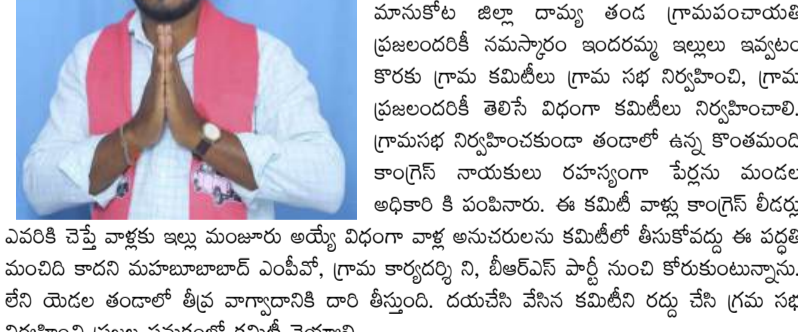 మానుకోట జిల్లా దామ్య తండ గ్రామపంచాయతి
ప్రజలందరికీ నమస్కారం ఇందరమ్మ ఇల్లులు ఇవ్వటం
కొరకు గ్రామ కమిటీలు గ్రామ సభ నిర్వహించి, గ్రామ
ప్రజలందరికీ తెలిసే విధంగా కమిటీలు నిర్వహించాలి.
గ్రామసభ నిర్వహించకుండా తండాలో ఉన్న కొంతమంది
కాంగ్రెస్ నాయకులు రహస్యంగా పేర్లను మండల
అధికారి కి పంపినారు. ఈ కమిటీ వాళ్లు కాంగ్రెస్ లీడర్లు
ఎవరికి చెప్తే వాళ్లకు ఇల్లు మంజూరు అయ్యే విధంగా వాళ్ల అనుచరులను కమిటీలో తీసుకోవద్దు ఈ పద్ధతి
మంచిది కాదని మహబూబాబాద్ ఎంపీవో, గ్రామ కార్యదర్శి ని, బీఆర్ఎస్ పార్టీ నుంచి కోరుకుంటున్నాను.
లేని యెడల తండాలో తీవ్ర వాగ్వాదానికి దారి తీస్తుంది. దయచేసి వేసిన కమిటీని రద్దు చేసి గ్రమ సభ